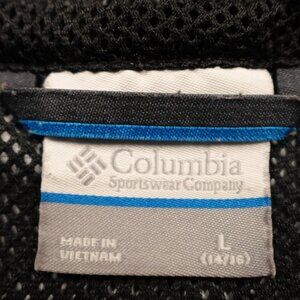 Columbia
Sportswear Company
MADE IN
VIETNAM
L
(14/16)